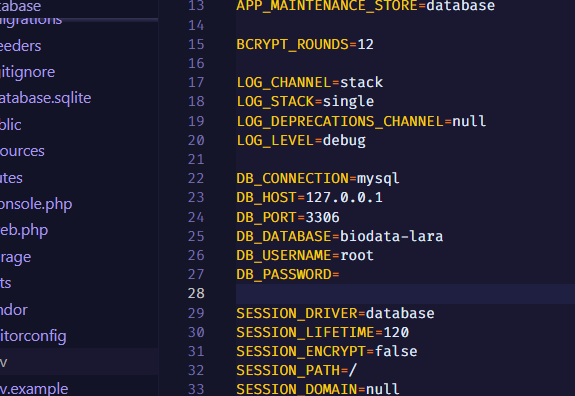 tabase
migrations
eeders
gitignore
atabase.sqlite
blic
ources
utes
onsole.php
eb.php
rage
ts
ndor
itorconfig
v
v.example
13 APP_MAINTENANCE_STORE=database
14
15 BCRYPT_ROUNDS=12
16
17 LOG_CHANNEL=stack
18 LOG_STACK=single
19 LOG_DEPRECATIONS_CHANNEL=null
20 LOG_LEVEL=debug
21
22 DB_CONNECTION=mysql
23 DB_HOST=127.0.0.1
24 DB_PORT=3306
25 DB_DATABASE=biodata-lara
26 DB_USERNAME=root
27 DB_PASSWORD=
28
29 SESSION_DRIVER=database
30 SESSION_LIFETIME=120
31 SESSION_ENCRYPT=false
32 SESSION_PATH=/
33 SESSION_DOMAIN=null